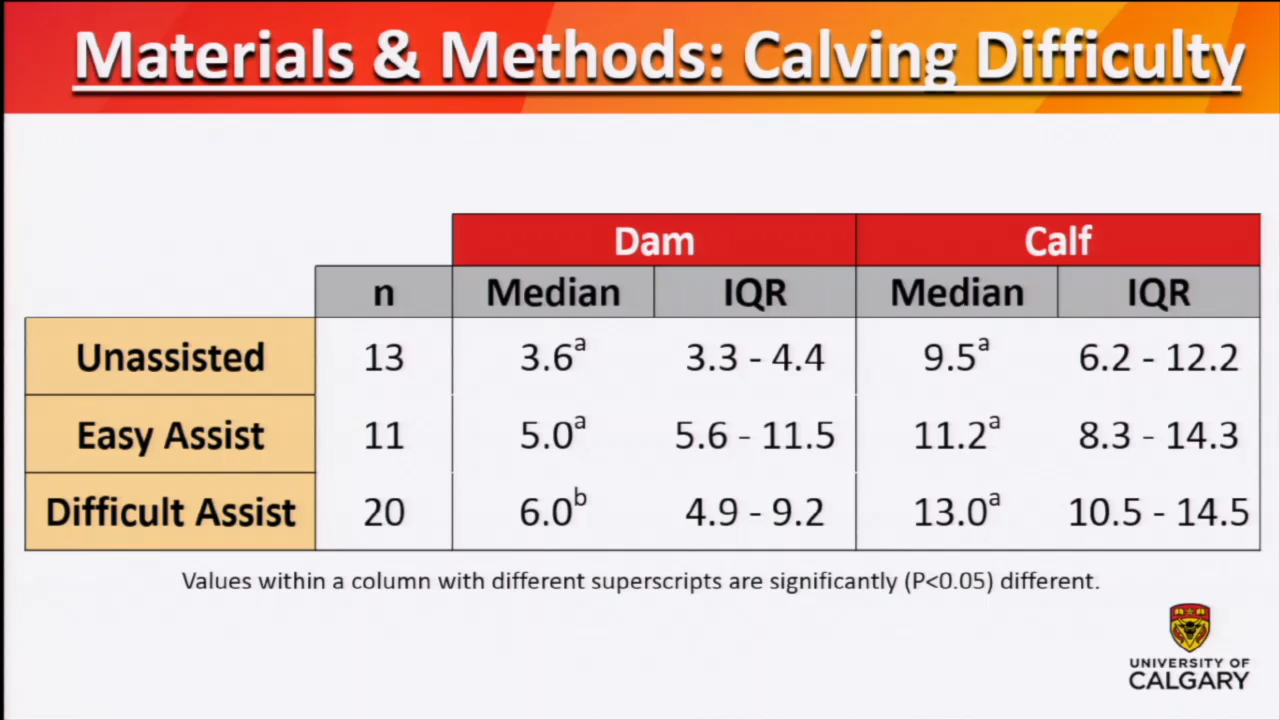 Materials & Methods: Calving Difficulty
Dam Calf
n Median IQR Median IQR
Unassisted 13 3.6ᵃ 3.3 - 4.4 9.5ᵃ 6.2 - 12.2
Easy Assist 11 5.0ᵃ 5.6 - 11.5 11.2ᵃ 8.3 - 14.3
Difficult Assist 20 6.0ᵇ 4.9 - 9.2 13.0ᵃ 10.5 - 14.5
Values within a column with different superscripts are significantly (P<0.05) different.
UNIVERSITY OF
CALGARY